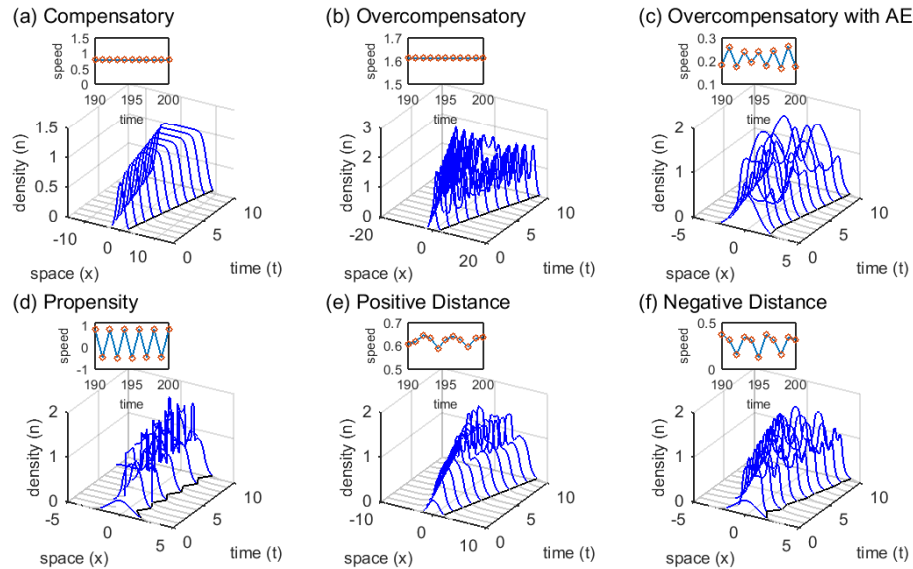 (a) Compensatory
(b) Overcompensatory
(c) Overcompensatory with AE
speed
1.5
1
0.5
0
190
195
200
time
density (n)
1.5
1
0.5
0
-10
0
10
space (x)
0
5
10
time (t)
speed
1.7
1.6
1.5
190
195
200
time
density (n)
3
2
1
0
-20
0
20
space (x)
0
5
10
time (t)
speed
0.3
0.2
0.1
190
195
200
time
density (n)
2
1
0
-5
0
5
space (x)
0
5
10
time (t)
(d) Propensity
(e) Positive Distance
(f) Negative Distance
speed
1
0
-1
190
195
200
time
density (n)
2
1
0
-5
0
5
space (x)
0
5
10
time (t)
speed
0.7
0.6
0.5
190
195
200
time
density (n)
2
1
0
-10
0
10
space (x)
0
5
10
time (t)
speed
0.5
0
190
195
200
time
density (n)
2
1
0
-5
0
5
space (x)
0
5
10
time (t)